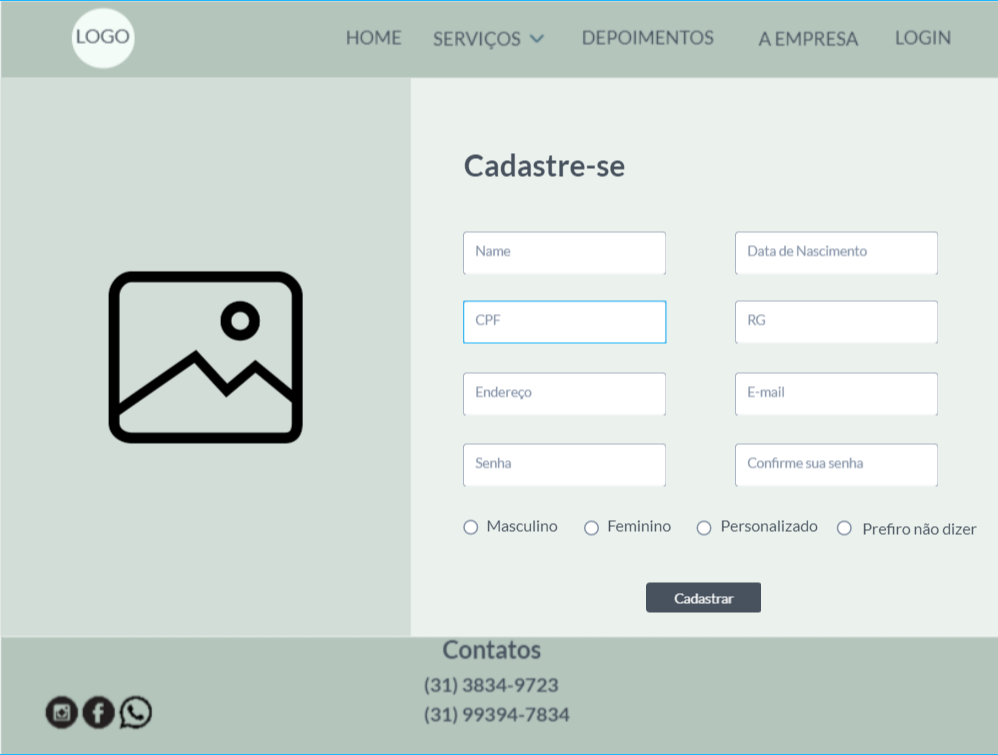 LOGO HOME SERVIÇOS DEPOIMENTOS A EMPRESA LOGIN
Cadastre-se
Name Data de Nascimento
CPF RG
Endereço E-mail
Senha Confirme sua senha
Masculino Feminino Personalizado Prefiro não dizer
Cadastrar
Contatos
(31) 3834-9723
(31) 99394-7834